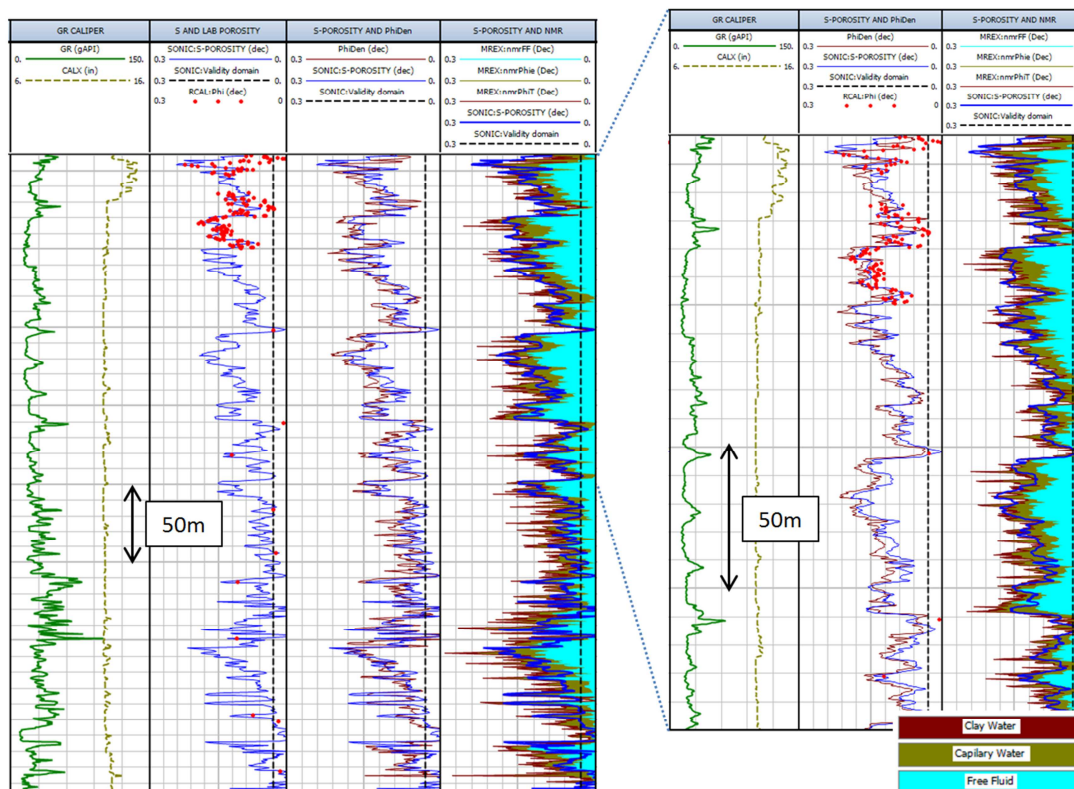 GR CALIPER
S AND LAB POROSITY
S-POROSITY AND PhiDen
S-POROSITY AND NMR
GR (gAPI)
0. 150.
CALX (in)
6. 16.
SONIC:S-POROSITY (dec)
0.3 0.
SONIC:Validity domain
0.3 0.
RCAL:Phi (dec)
0.3 0
PhiDen (dec)
0.3 0.
SONIC:S-POROSITY (dec)
0.3 0.
SONIC:Validity domain
0.3 0.
MREX:nmrFF (Dec)
0.3 0.
MREX:nmrPhie (Dec)
0.3 0.
MREX:nmrPhiT (Dec)
0.3 0.
SONIC:S-POROSITY (dec)
0.3 0.
SONIC:Validity domain
0.3 0.
50m
GR CALIPER
S-POROSITY AND PhiDen
S-POROSITY AND NMR
GR (gAPI)
0. 150.
CALX (in)
6. 16.
PhiDen (dec)
0.3 0.
SONIC:S-POROSITY (dec)
0.3 0.
SONIC:Validity domain
0.3 0.
RCAL:Phi (dec)
0.3 0
MREX:nmrFF (Dec)
0.3 0.
MREX:nmrPhie (Dec)
0.3 0.
MREX:nmrPhiT (Dec)
0.3 0.
SONIC:S-POROSITY (dec)
0.3 0.
SONIC:Validity domain
0.3 0.
50m
Clay Water
Capilary Water
Free Fluid